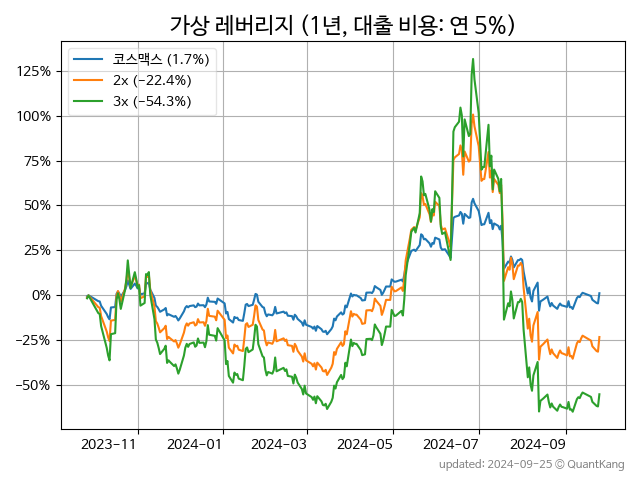 가상 레버리지 (1년, 대출 비용: 연 5%)
코스맥스 (1.7%)
2x (−22.4%)
3x (−54.3%)
125%
100%
75%
50%
25%
0%
−25%
−50%
2023-11
2024-01
2024-03
2024-05
2024-07
2024-09
updated: 2024-09-25 © QuantKang